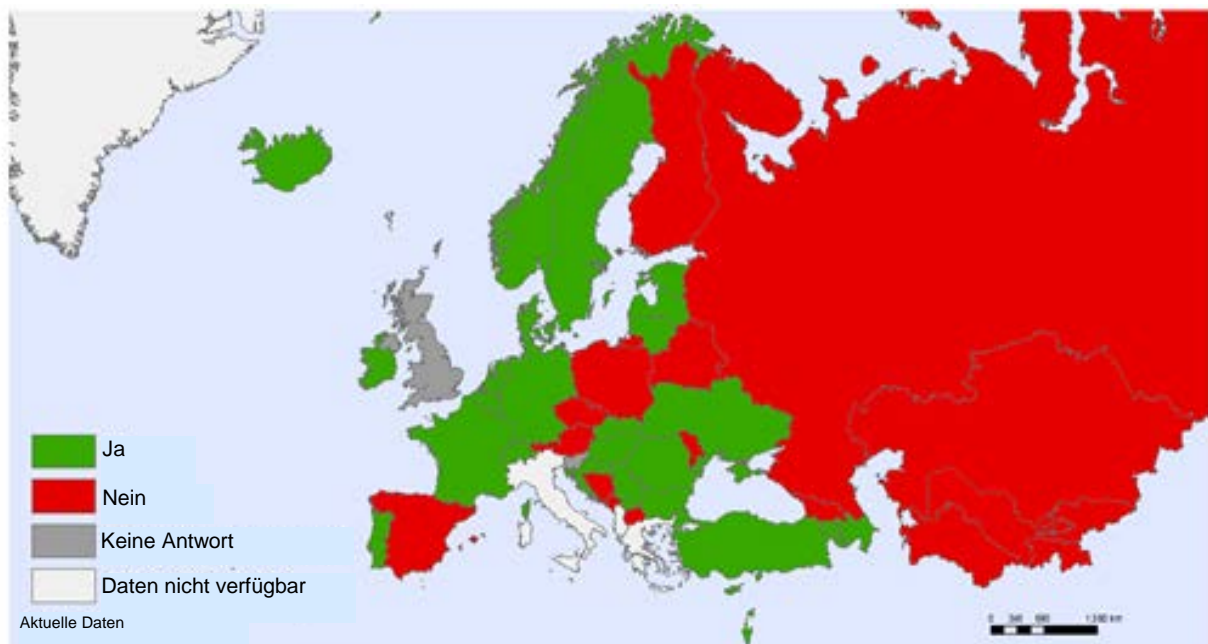 Ja
Nein
Keine Antwort
Daten nicht verfügbar
Aktuelle Daten